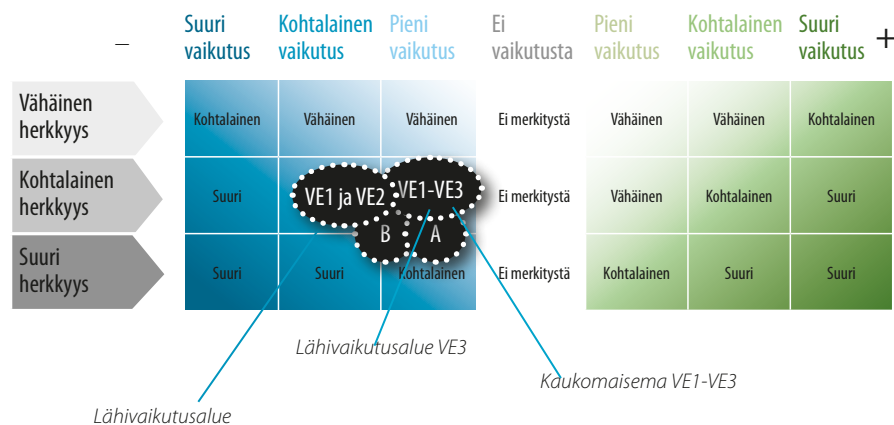 – Suuri Kohtalainen Pieni Ei Pieni Kohtalainen Suuri +
vaikutus vaikutus vaikutus vaikutusta vaikutus vaikutus vaikutus
Vähäinen
herkkyys
Kohtalainen Vähäinen Vähäinen Ei merkitystä Vähäinen Vähäinen Kohtalainen
Kohtalainen
herkkyys
Suuri VE1 ja VE2 VE1-VE3 Ei merkitystä Vähäinen Kohtalainen Suuri
B A
Suuri
herkkyys
Suuri Suuri Kohtalainen Ei merkitystä Kohtalainen Suuri Suuri
Lähivaikutusalue VE3
Kaukomaisema VE1-VE3
Lähivaikutusalue